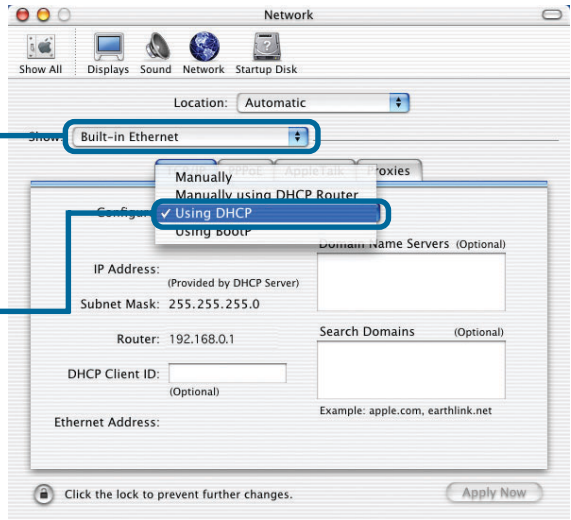 Network
Show All Displays Sound Network Startup Disk
Location: Automatic
Show: Built-in Ethernet
PPPoE AppleTalk Proxies
Manually
Manually using DHCP Router
✓ Using DHCP
Using BootP
Configure:
Domain Name Servers (Optional)
IP Address:
(Provided by DHCP Server)
Subnet Mask: 255.255.255.0
Router: 192.168.0.1
Search Domains (Optional)
DHCP Client ID:
(Optional)
Example: apple.com, earthlink.net
Ethernet Address:
Click the lock to prevent further changes.
Apply Now